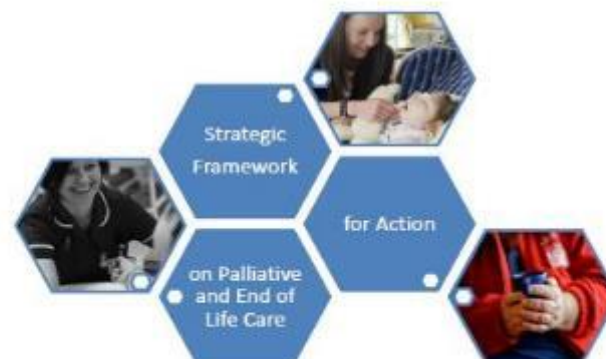 Strategic
Framework
for Action
on Palliative
and End of
Life Care